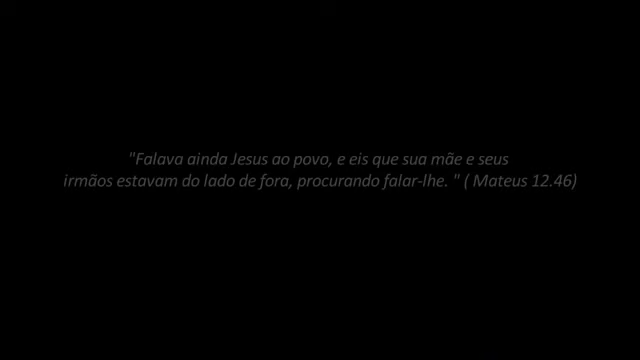 "Falava ainda Jesus ao povo, e eis que sua mãe e seus
irmãos estavam do lado de fora, procurando falar-lhe. " ( Mateus 12.46)